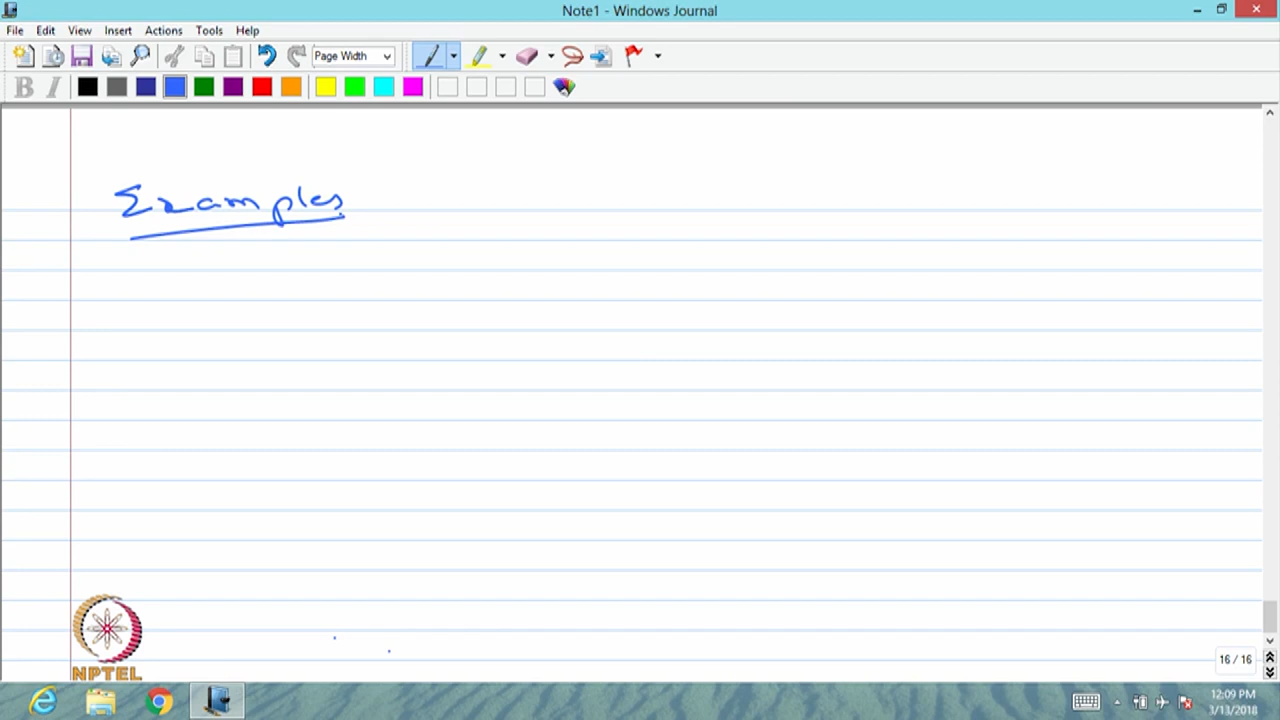 Note1 - Windows Journal
File Edit View Insert Actions Tools Help
Page Width
B I
Examples
NPTEL
16 / 16
12:09 PM
3/13/2018